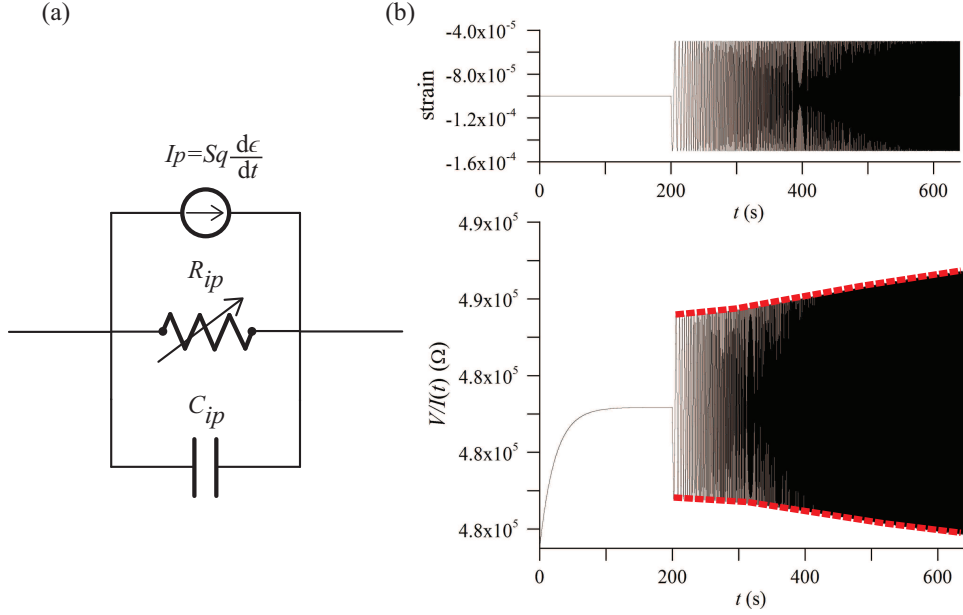 (a)
Ip=Sq dϵ/dt
R_ip
C_ip
(b)
strain
-4.0x10^-5
-8.0x10^-5
-1.2x10^-4
-1.6x10^-4
0 200 400 600
t (s)
V/I(t) (Ω)
4.9x10^5
4.9x10^5
4.8x10^5
4.8x10^5
4.8x10^5
0 200 400 600
t (s)